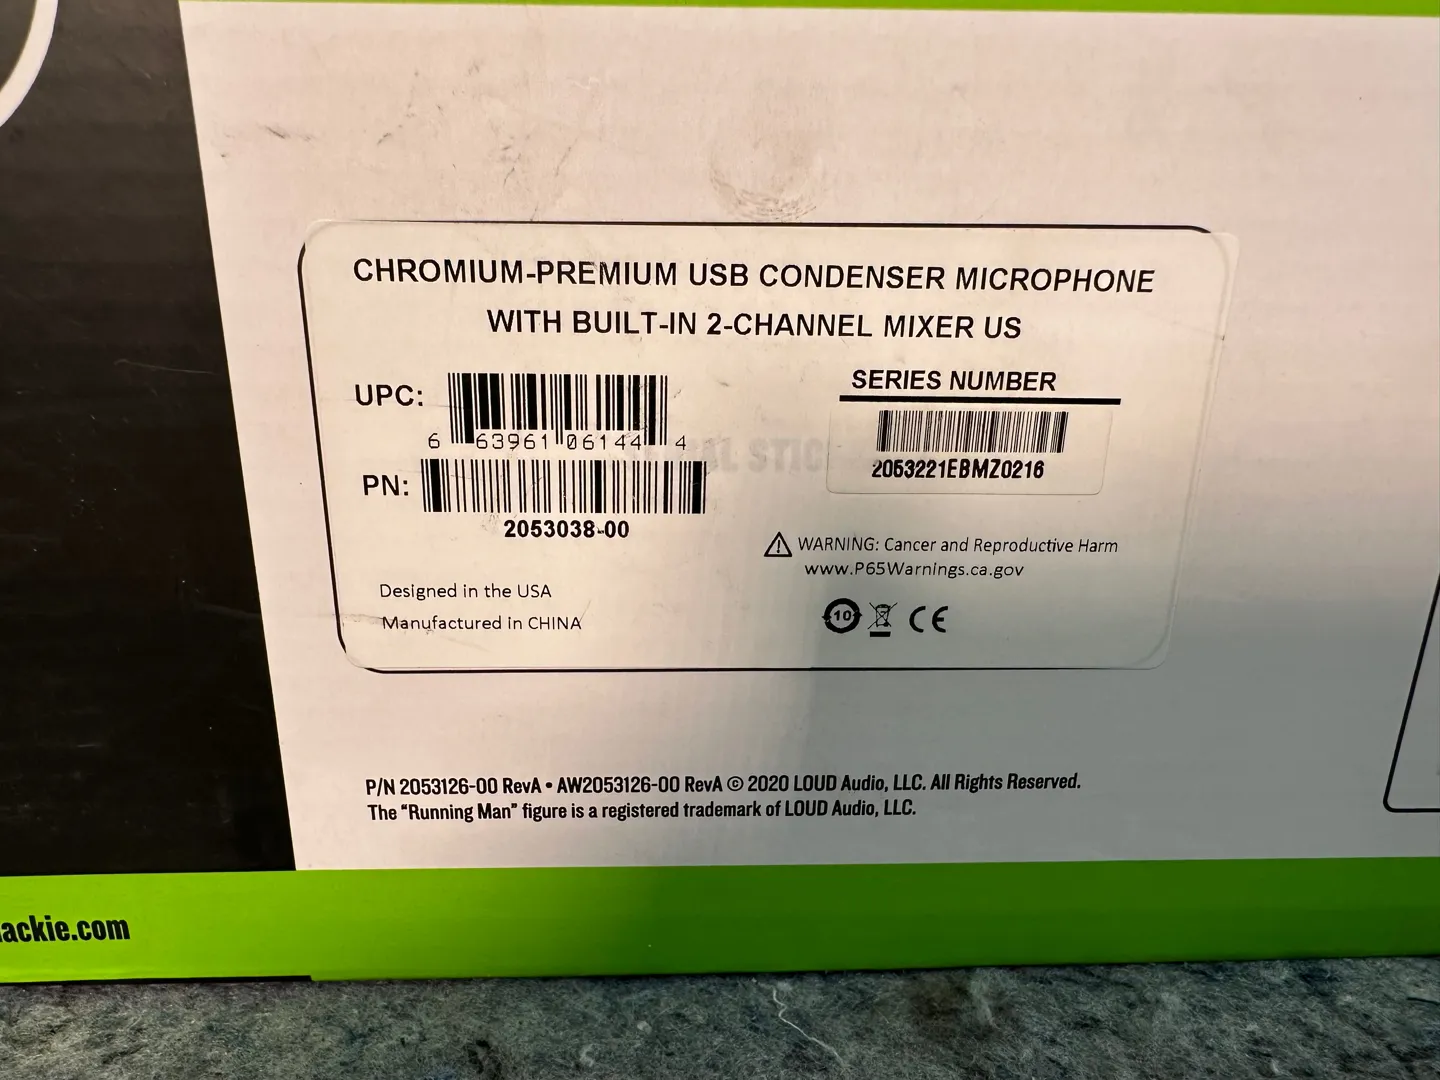 CHROMIUM-PREMIUM USB CONDENSER MICROPHONE
WITH BUILT-IN 2-CHANNEL MIXER US
UPC:
6 63961 06144 4
PN:
2053038-00
SERIES NUMBER
2053221EBMZ0216
WARNING: Cancer and Reproductive Harm
www.P65Warnings.ca.gov
Designed in the USA
Manufactured in CHINA
10
CE
P/N 2053126-00 RevA • AW2053126-00 RevA © 2020 LOUD Audio, LLC. All Rights Reserved.
The “Running Man” figure is a registered trademark of LOUD Audio, LLC.
ackie.com